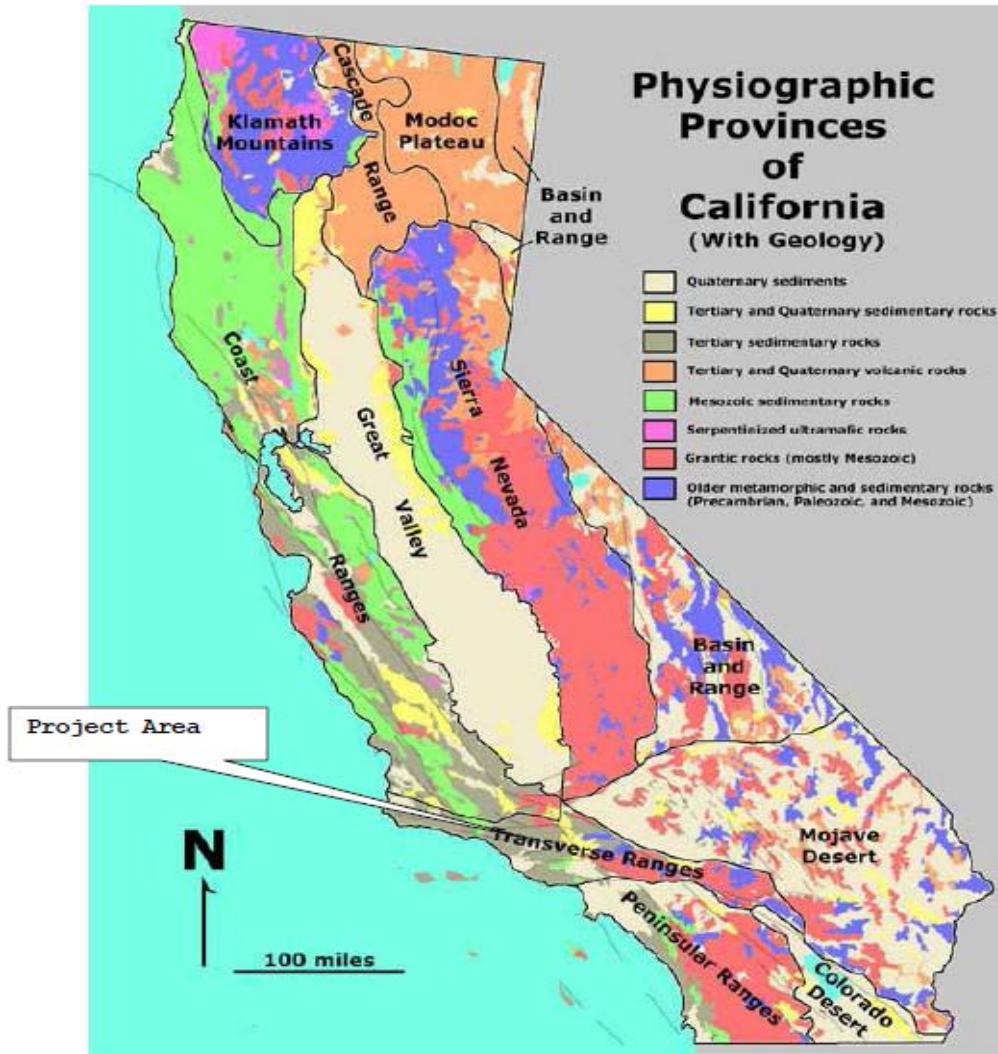 Physiographic
Provinces
of
California
(With Geology)
Quaternary sediments
Tertiary and Quaternary sedimentary rocks
Tertiary sedimentary rocks
Tertiary and Quaternary volcanic rocks
Mesozoic sedimentary rocks
Serpentinized ultramafic rocks
Grantic rocks (mostly Mesozoic)
Older metamorphic and sedimentary rocks
(Precambrian, Paleozoic, and Mesozoic)
Klamath
Mountains
Cascade
Range
Modoc
Plateau
Basin
and
Range
Coast
Ranges
Great
Valley
Sierra
Nevada
Basin
and
Range
Project Area
Mojave
Desert
Transverse Ranges
Peninsular Ranges
Colorado
Desert
N
100 miles